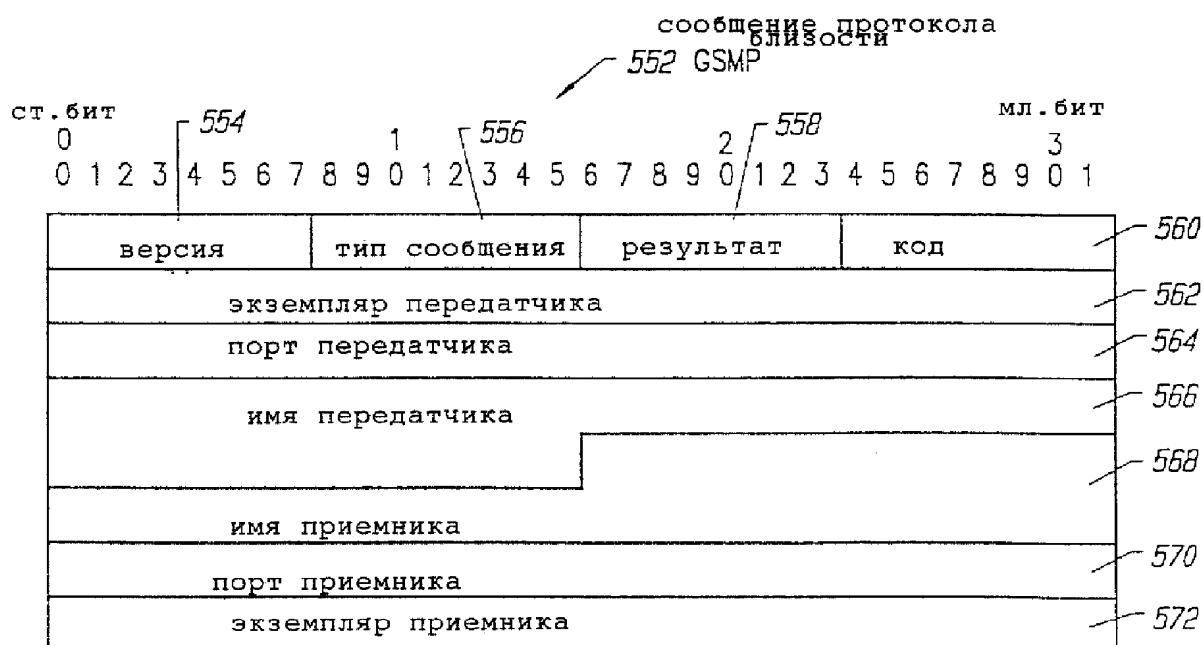 сообщение протокола
близости
552 GSMP
ст.бит мл.бит
554 556 558
0 1 2 3
0 1 2 3 4 5 6 7 8 9 0 1 2 3 4 5 6 7 8 9 0 1 2 3 4 5 6 7 8 9 0 1
версия тип сообщения результат код 560
экземпляр передатчика 562
порт передатчика 564
имя передатчика 566
568
имя приемника
порт приемника 570
экземпляр приемника 572